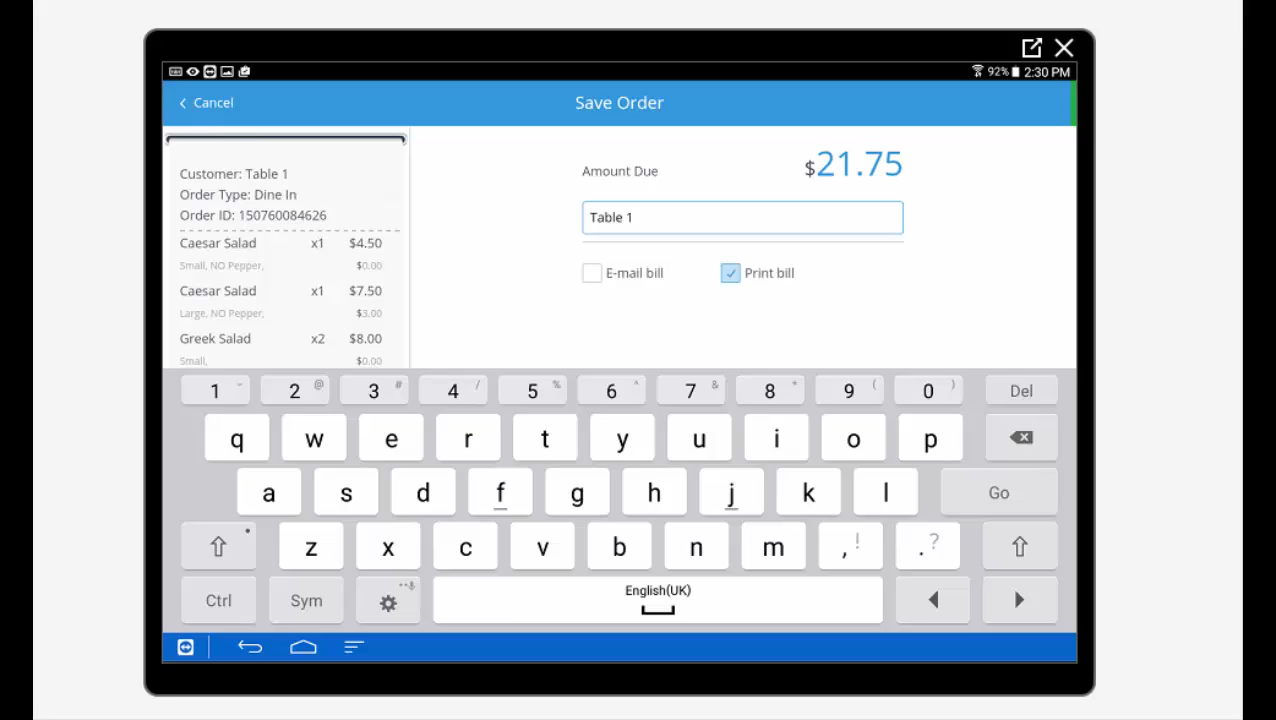 92% 2:30 PM
Cancel
Save Order
Customer: Table 1
Order Type: Dine In
Order ID: 150760084626
Caesar Salad x1 $4.50
Small, NO Pepper, $0.00
Caesar Salad x1 $7.50
Large, NO Pepper, $3.00
Greek Salad x2 $8.00
Small, $0.00
Amount Due $21.75
Table 1
E-mail bill Print bill
1 2 @ 3 # 4 / 5 % 6 ^ 7 & 8 * 9 ( 0 ) Del
q w e r t y u i o p
a s d f g h j k l Go
z x c v b n m , ! . ?
Ctrl Sym English(UK)